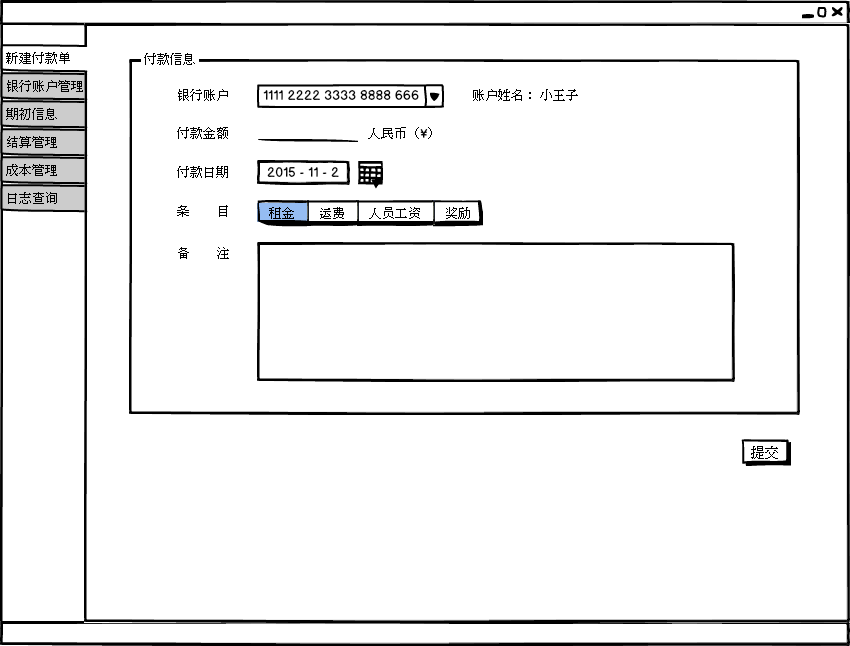 新建付款单
银行账户管理
期初信息
结算管理
成本管理
日志查询
付款信息
银行账户 1111 2222 3333 8888 666 账户姓名：小王子
付款金额 人民币（¥）
付款日期 2015 - 11 - 2
条 目 租金 运费 人员工资 奖励
备 注
提交